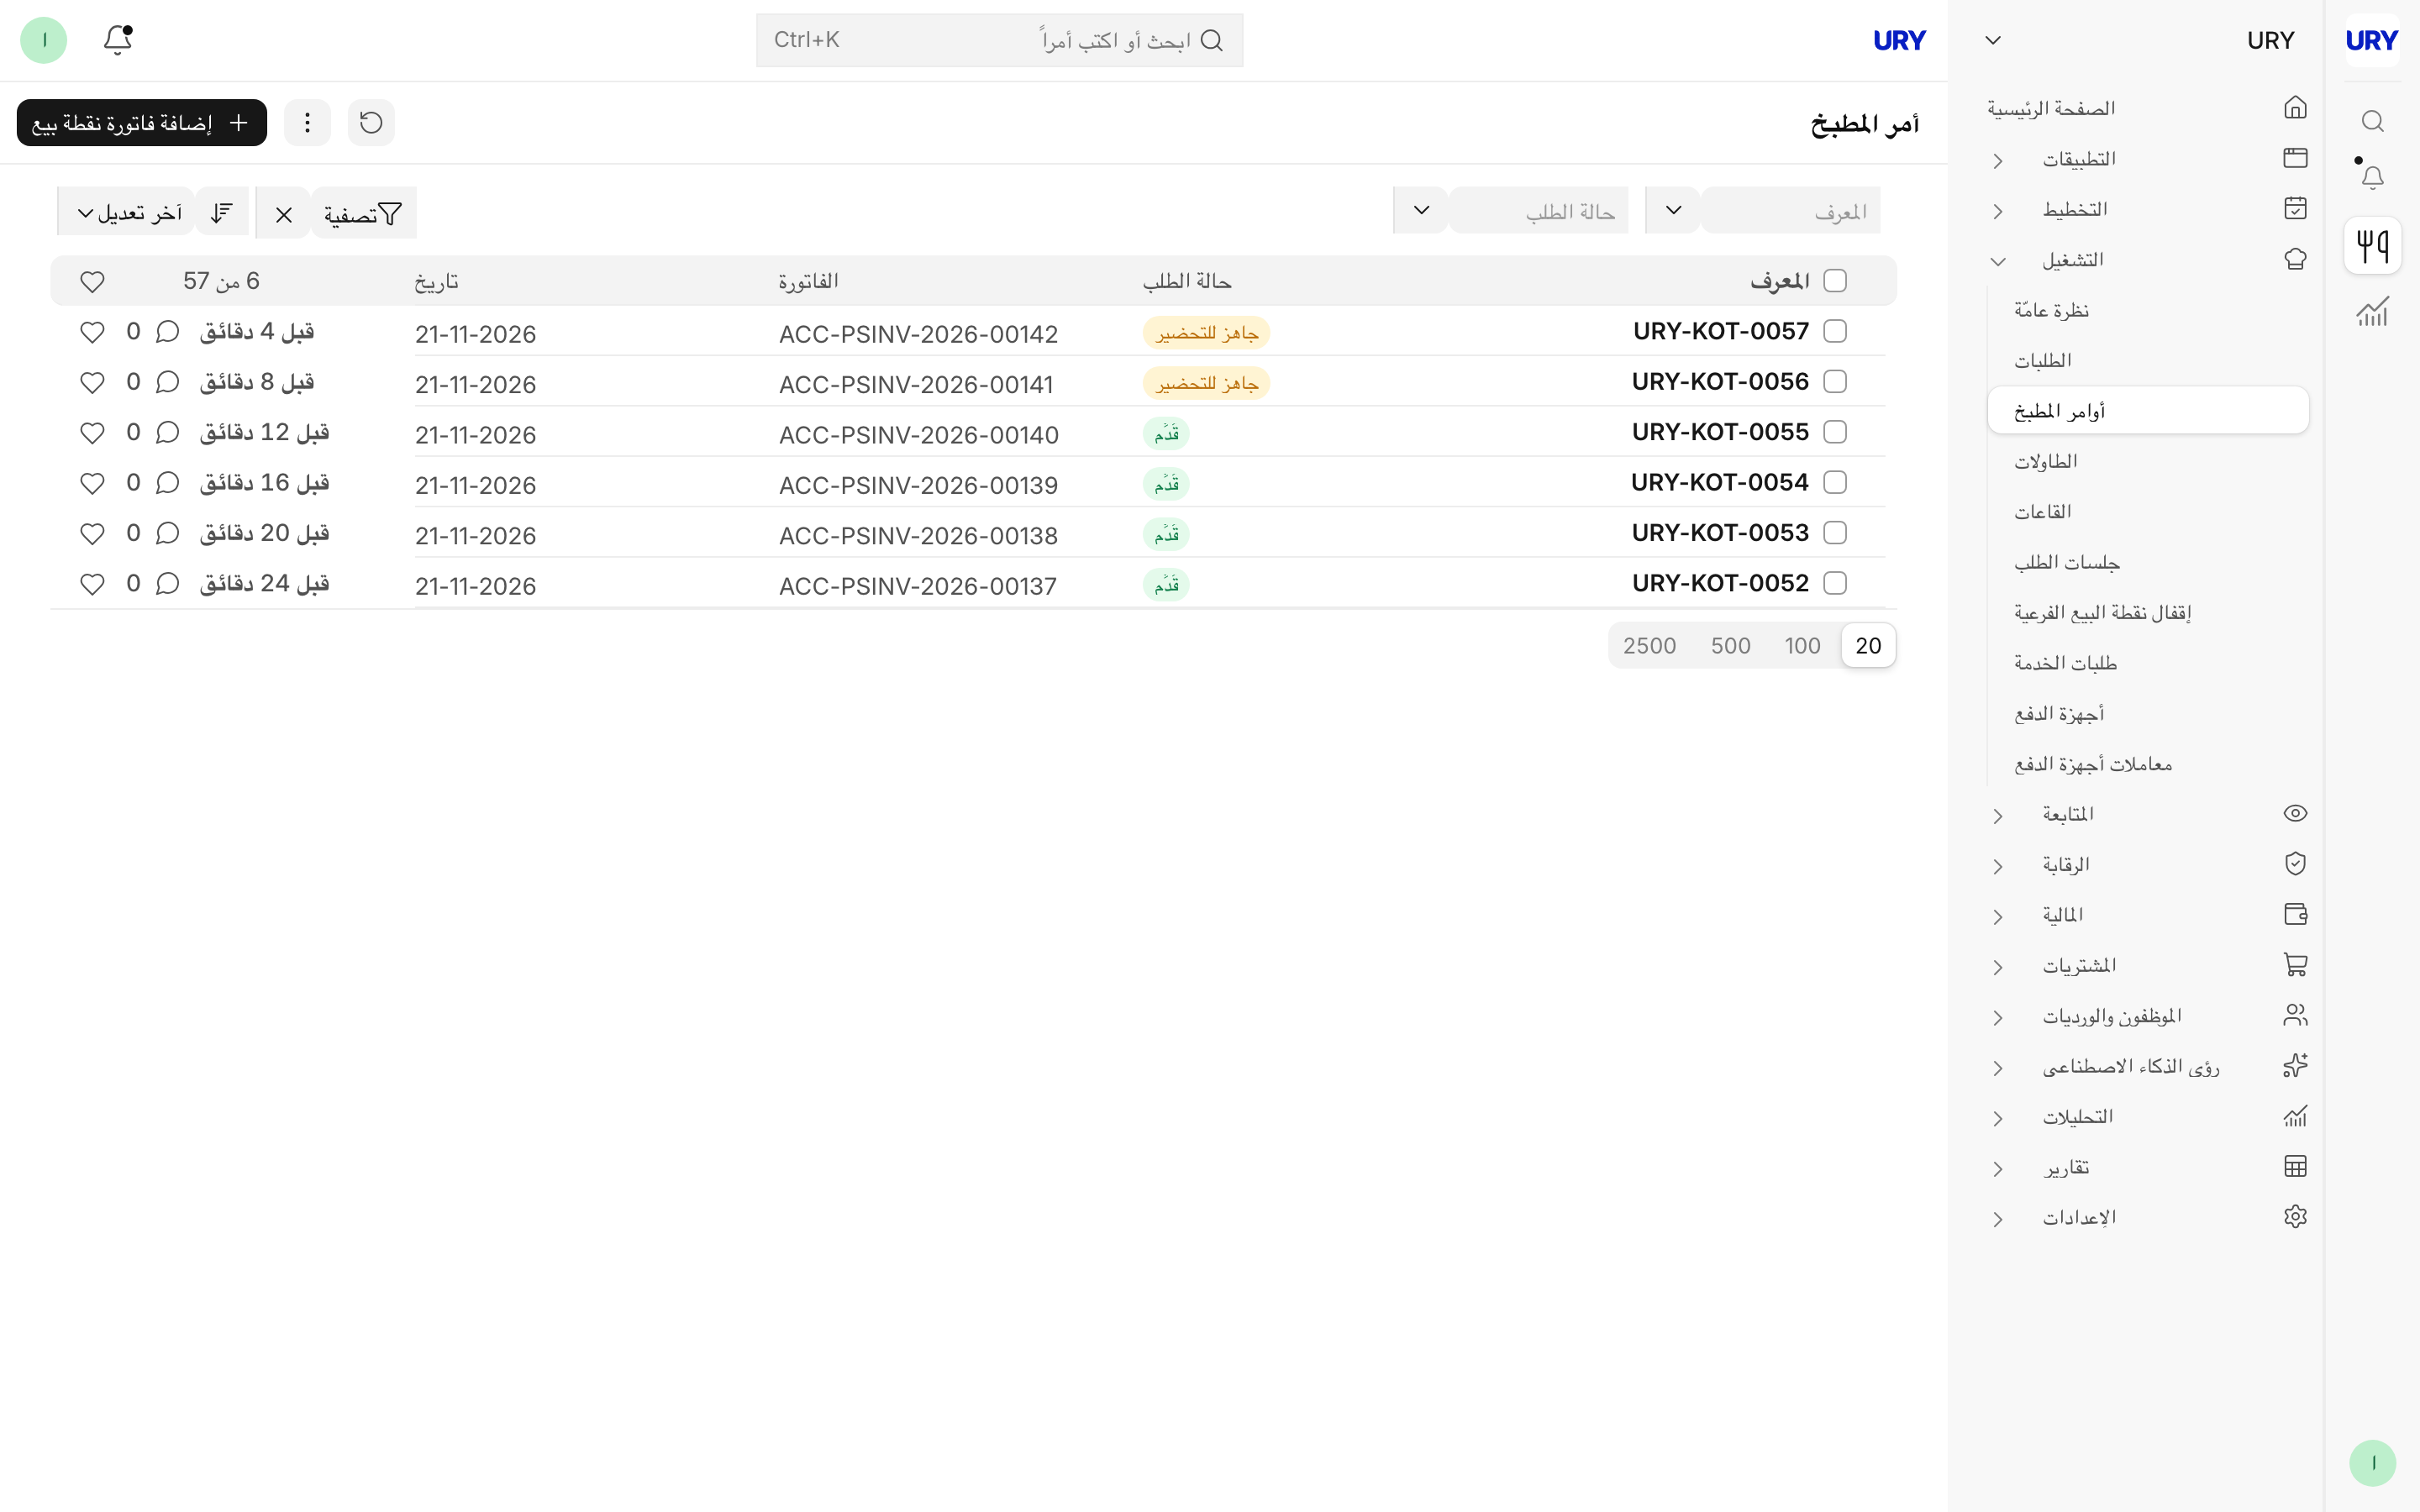 URY
URY
URY
ابحث أو اكتب أمراً
Ctrl+K
ا
الصفحة الرئيسية
التطبيقات
التخطيط
التشغيل
نظرة عامّة
الطلبات
أوامر المطبخ
الطاولات
القاعات
جلسات الطلب
إقفال نقطة البيع الفرعية
طلبات الخدمة
أجهزة الدفع
معاملات أجهزة الدفع
المتابعة
الرقابة
المالية
المشتريات
الموظفون والورديات
رؤى الذكاء الاصطناعي
التحليلات
تقارير
الإعدادات
ا
أمر المطبخ
إضافة فاتورة نقطة بيع
المعرف
حالة الطلب
تصفية
آخر تعديل
المعرف حالة الطلب الفاتورة تاريخ 6 من 57
URY-KOT-0057 جاهز للتحضير ACC-PSINV-2026-00142 21-11-2026 قبل 4 دقائق 0
URY-KOT-0056 جاهز للتحضير ACC-PSINV-2026-00141 21-11-2026 قبل 8 دقائق 0
URY-KOT-0055 قُدّم ACC-PSINV-2026-00140 21-11-2026 قبل 12 دقائق 0
URY-KOT-0054 قُدّم ACC-PSINV-2026-00139 21-11-2026 قبل 16 دقائق 0
URY-KOT-0053 قُدّم ACC-PSINV-2026-00138 21-11-2026 قبل 20 دقائق 0
URY-KOT-0052 قُدّم ACC-PSINV-2026-00137 21-11-2026 قبل 24 دقائق 0
20 100 500 2500